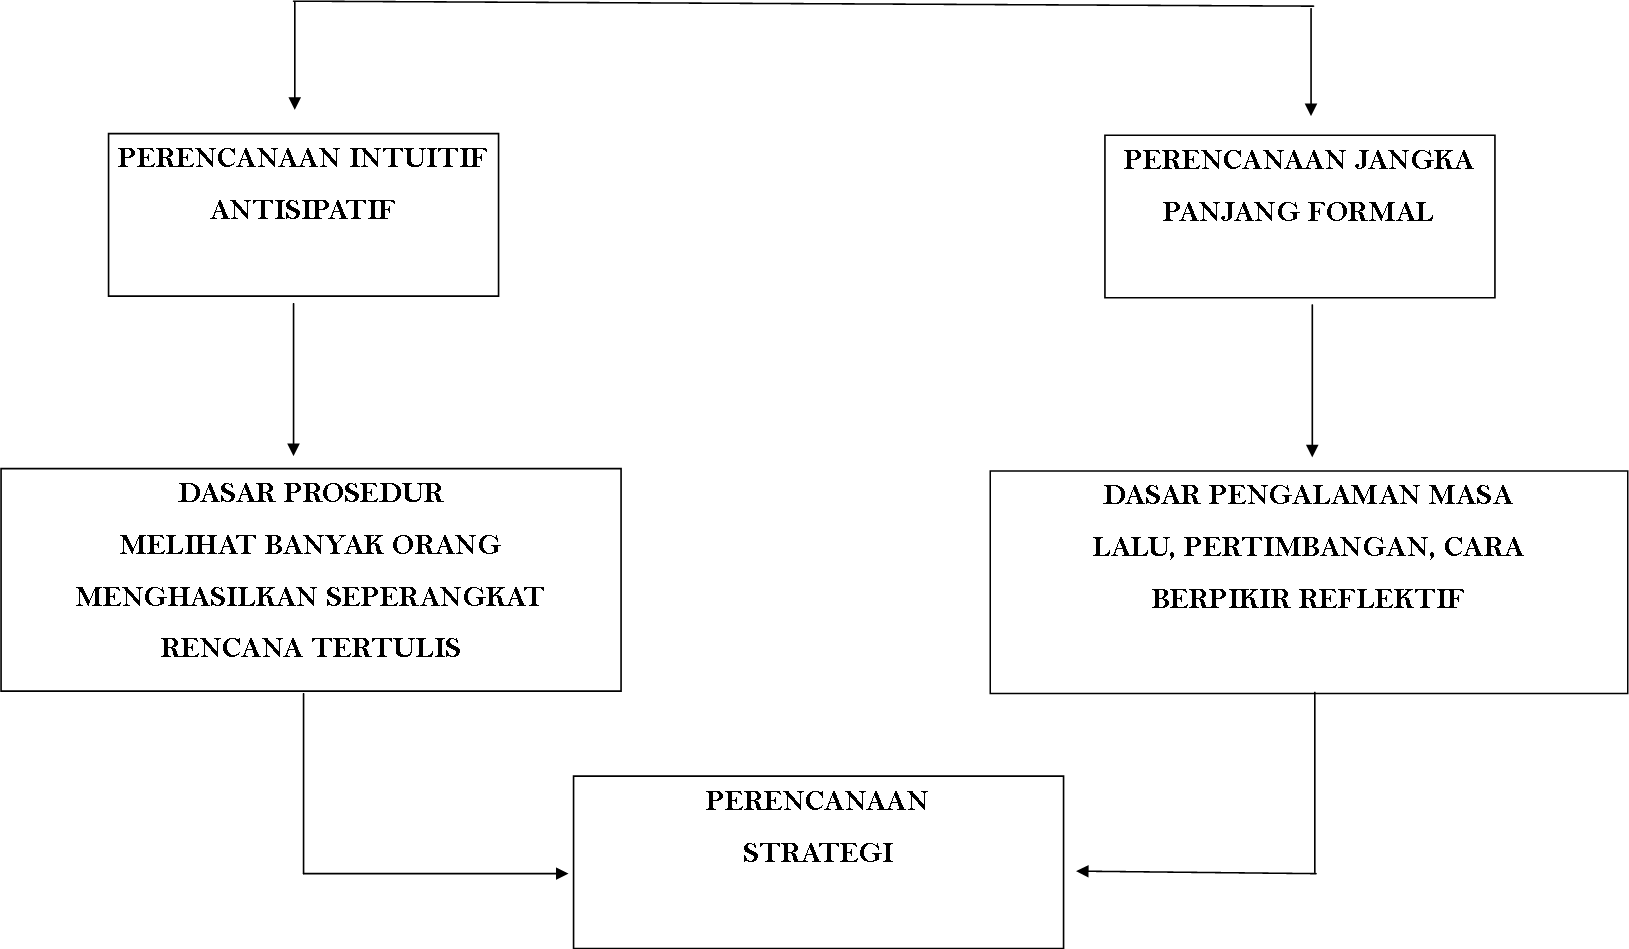 PERENCANAAN INTUITIF
ANTISIPATIF
PERENCANAAN JANGKA
PANJANG FORMAL
DASAR PROSEDUR
MELIHAT BANYAK ORANG
MENGHASILKAN SEPERANGKAT
RENCANA TERTULIS
DASAR PENGALAMAN MASA
LALU, PERTIMBANGAN, CARA
BERPIKIR REFLEKTIF
PERENCANAAN
STRATEGI